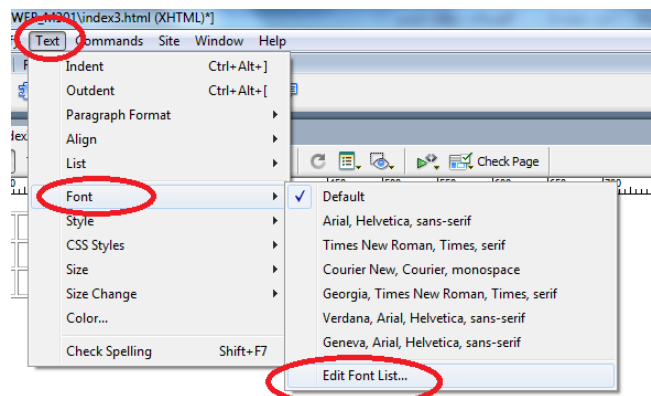 \index3.html (XHTML)*]
Text Commands Site Window Help
Indent Ctrl+Alt+]
Outdent Ctrl+Alt+[
Paragraph Format
Align
List
Check Page
Font
Style
CSS Styles
Size
Size Change
Color...
Check Spelling Shift+F7
Default
Arial, Helvetica, sans-serif
Times New Roman, Times, serif
Courier New, Courier, monospace
Georgia, Times New Roman, Times, serif
Verdana, Arial, Helvetica, sans-serif
Geneva, Arial, Helvetica, sans-serif
Edit Font List...